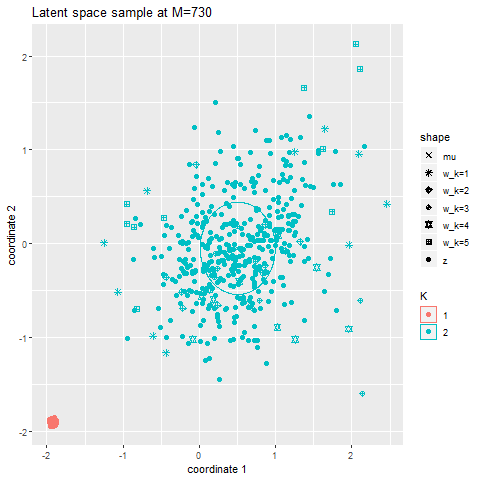 Latent space sample at M=730
coordinate 2
2
1
0
-1
-2
-2
-1
0
1
2
coordinate 1
shape
mu
w_k=1
w_k=2
w_k=3
w_k=4
w_k=5
z
K
1
2